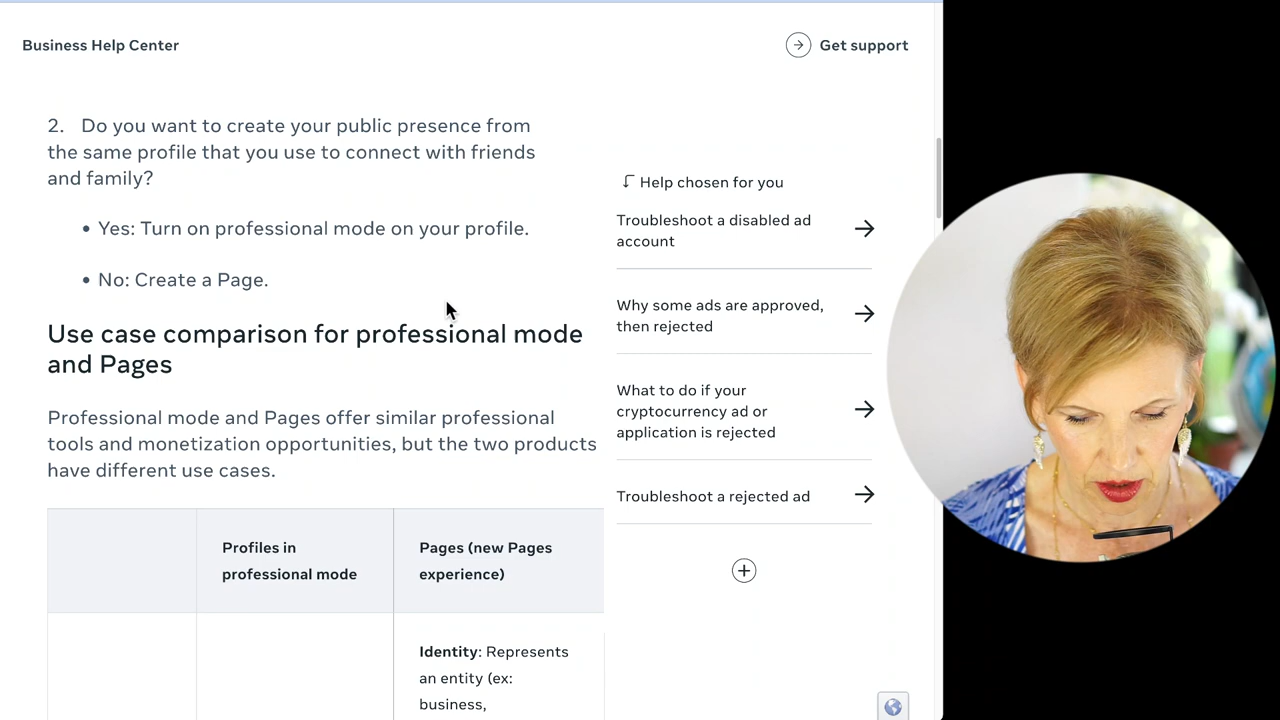 Business Help Center
Get support
2. Do you want to create your public presence from
the same profile that you use to connect with friends
and family?
• Yes: Turn on professional mode on your profile.
• No: Create a Page.
Use case comparison for professional mode
and Pages
Professional mode and Pages offer similar professional
tools and monetization opportunities, but the two products
have different use cases.
Profiles in
professional mode
Pages (new Pages
experience)
Identity: Represents
an entity (ex:
business,
Help chosen for you
Troubleshoot a disabled ad
account
Why some ads are approved,
then rejected
What to do if your
cryptocurrency ad or
application is rejected
Troubleshoot a rejected ad